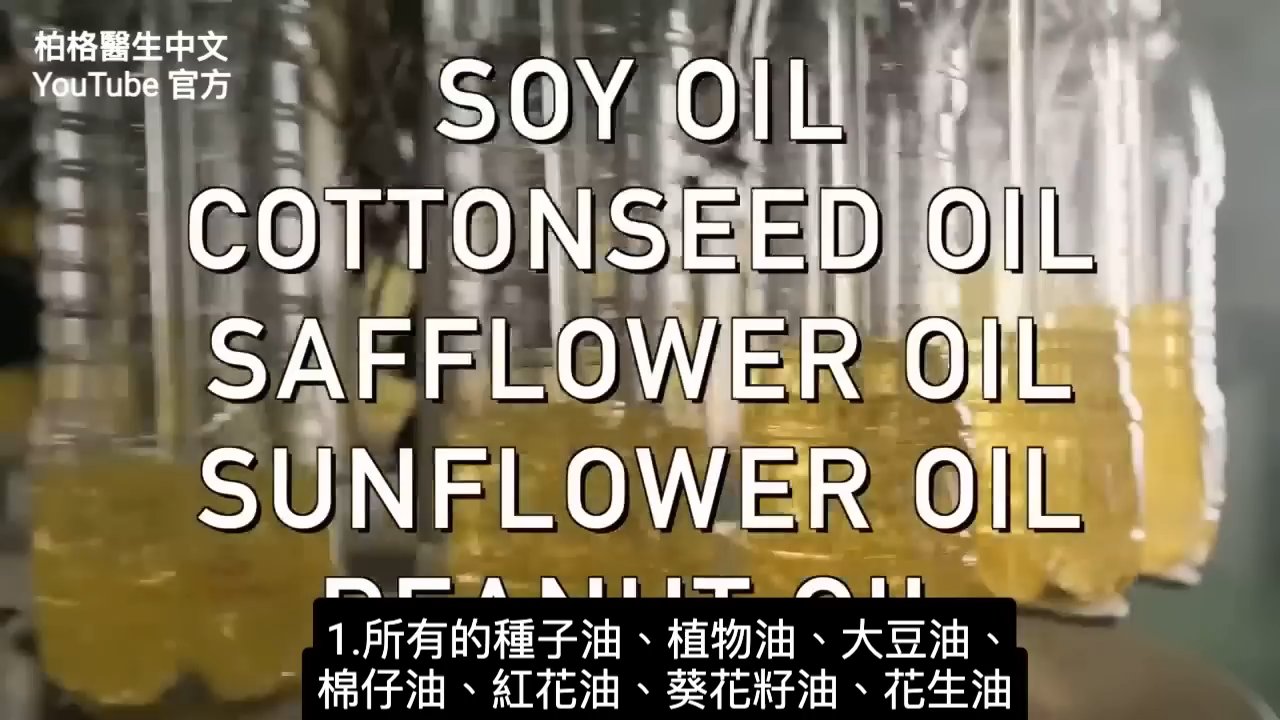 柏格醫生中文
YouTube 官方
SOY OIL
COTTONSEED OIL
SAFFLOWER OIL
SUNFLOWER OIL
PEANUT OIL
1.所有的種子油、植物油、大豆油、
棉仔油、紅花油、葵花籽油、花生油